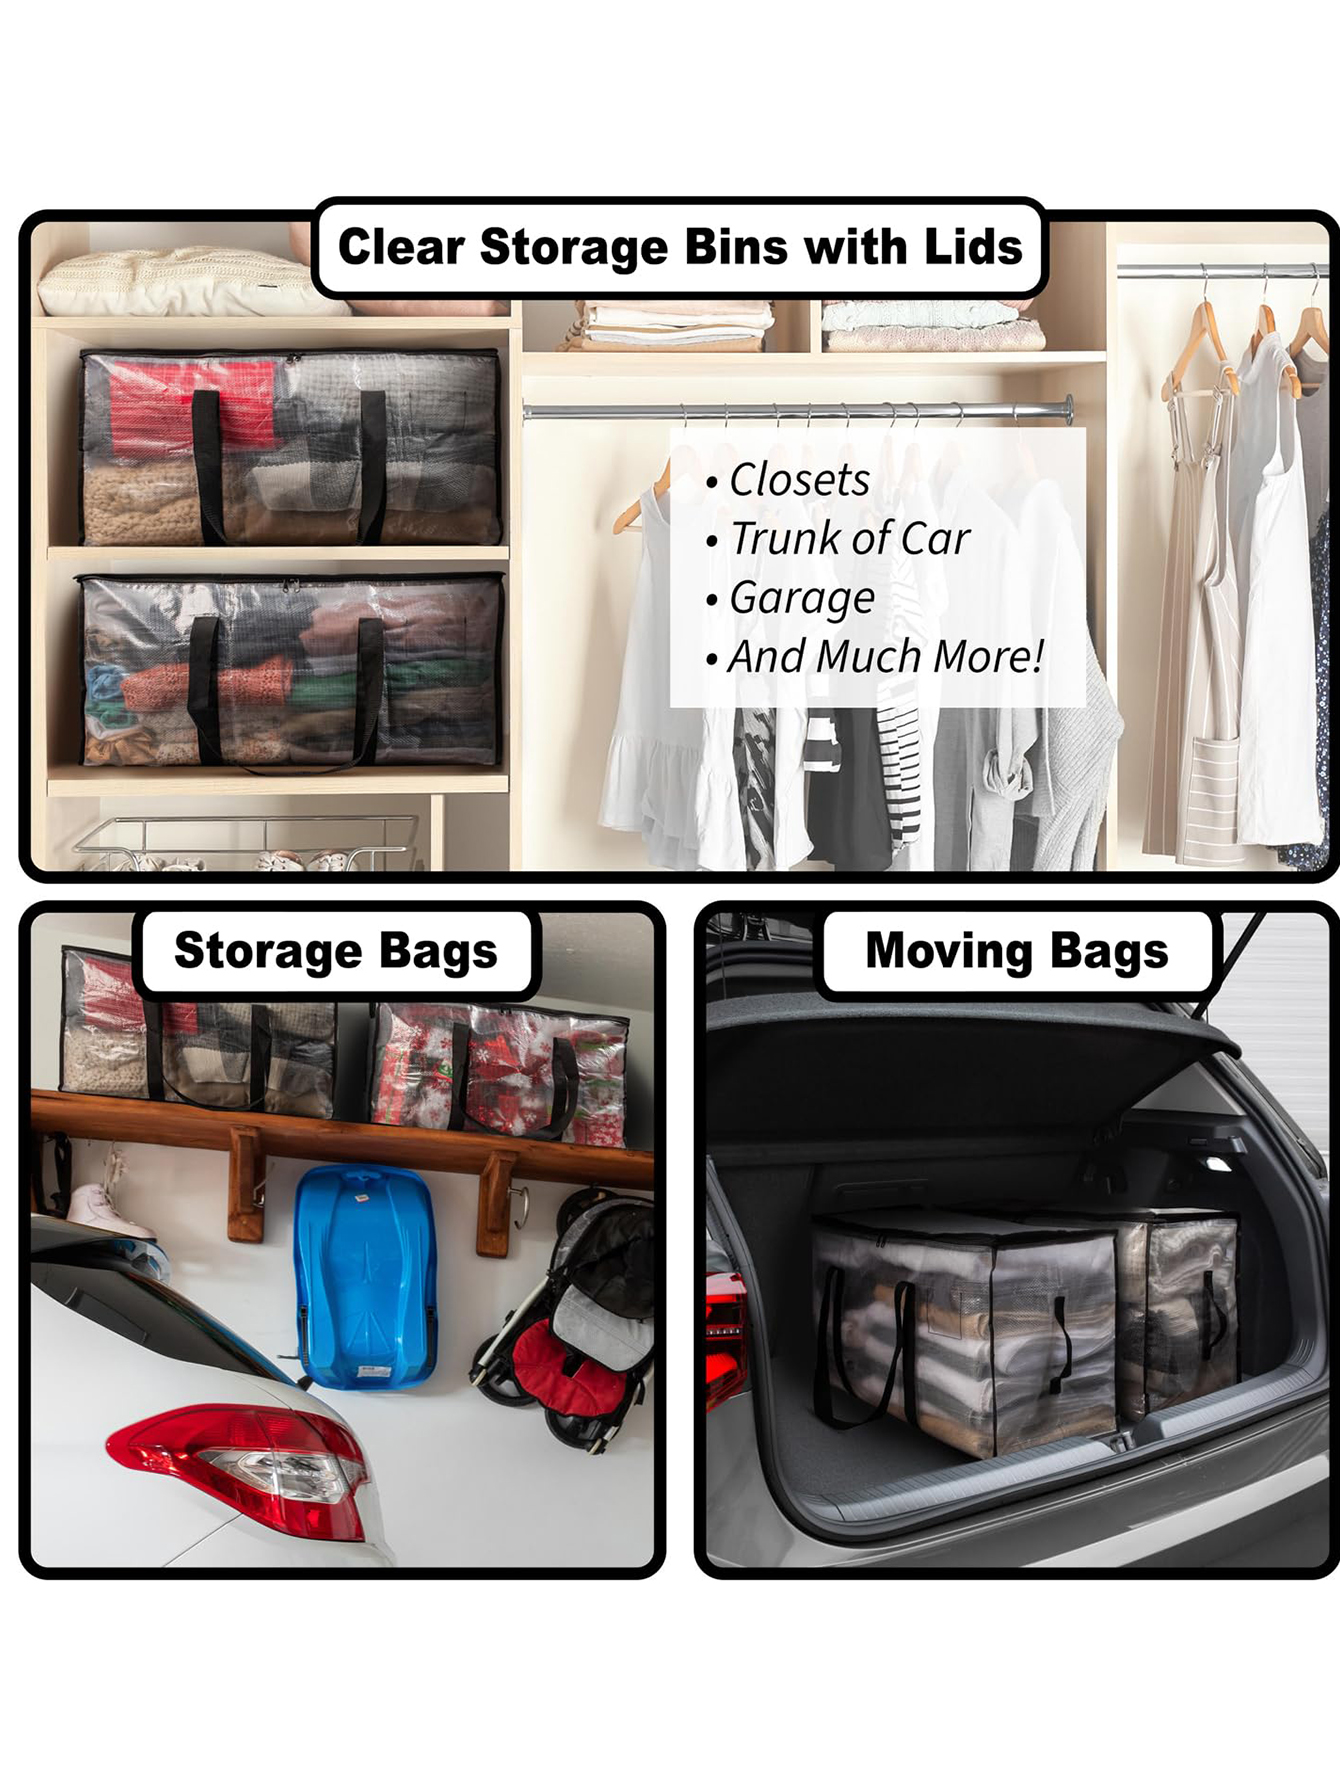 Clear Storage Bins with Lids
• Closets
• Trunk of Car
• Garage
• And Much More!
Storage Bags
Moving Bags